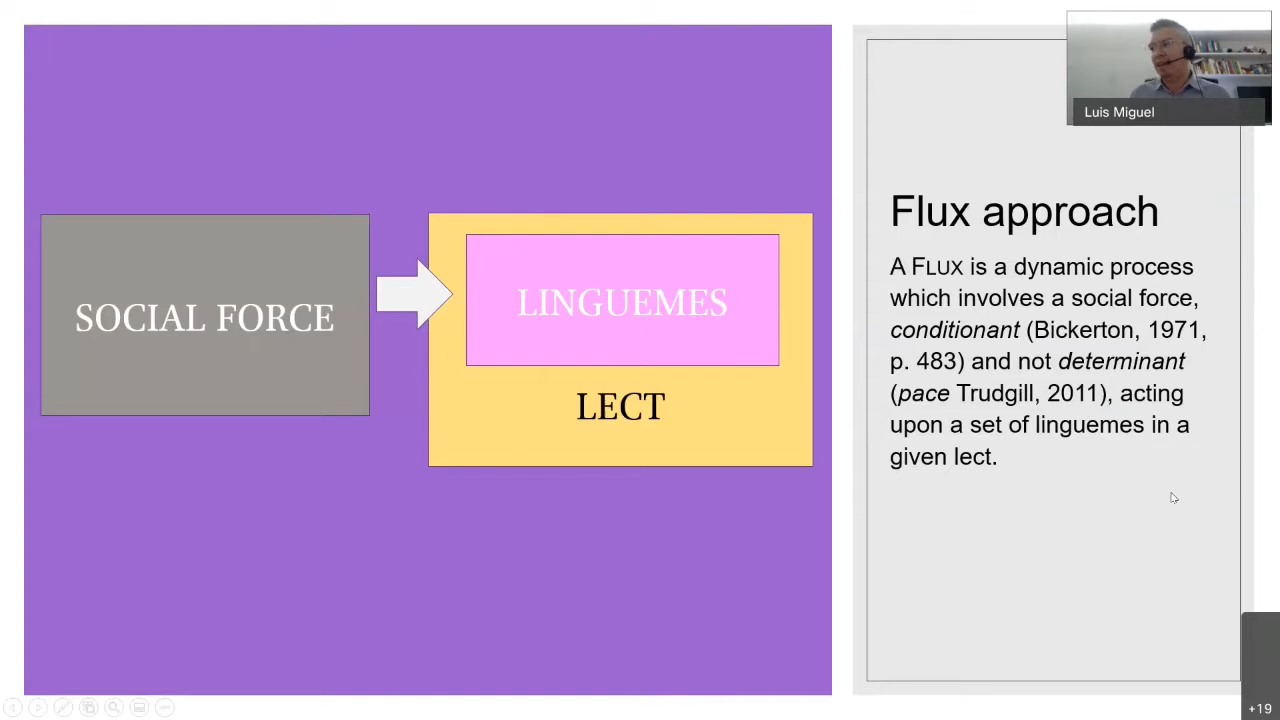 SOCIAL FORCE
LINGUEMES
LECT
Luis Miguel
Flux approach
A FLUX is a dynamic process
which involves a social force,
conditionant (Bickerton, 1971,
p. 483) and not determinant
(pace Trudgill, 2011), acting
upon a set of linguemes in a
given lect.
+19